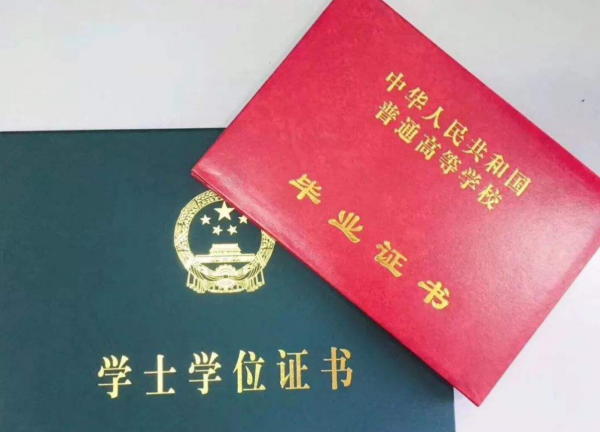 中华人民共和国
普通高等学校
毕业证书
学士学位证书